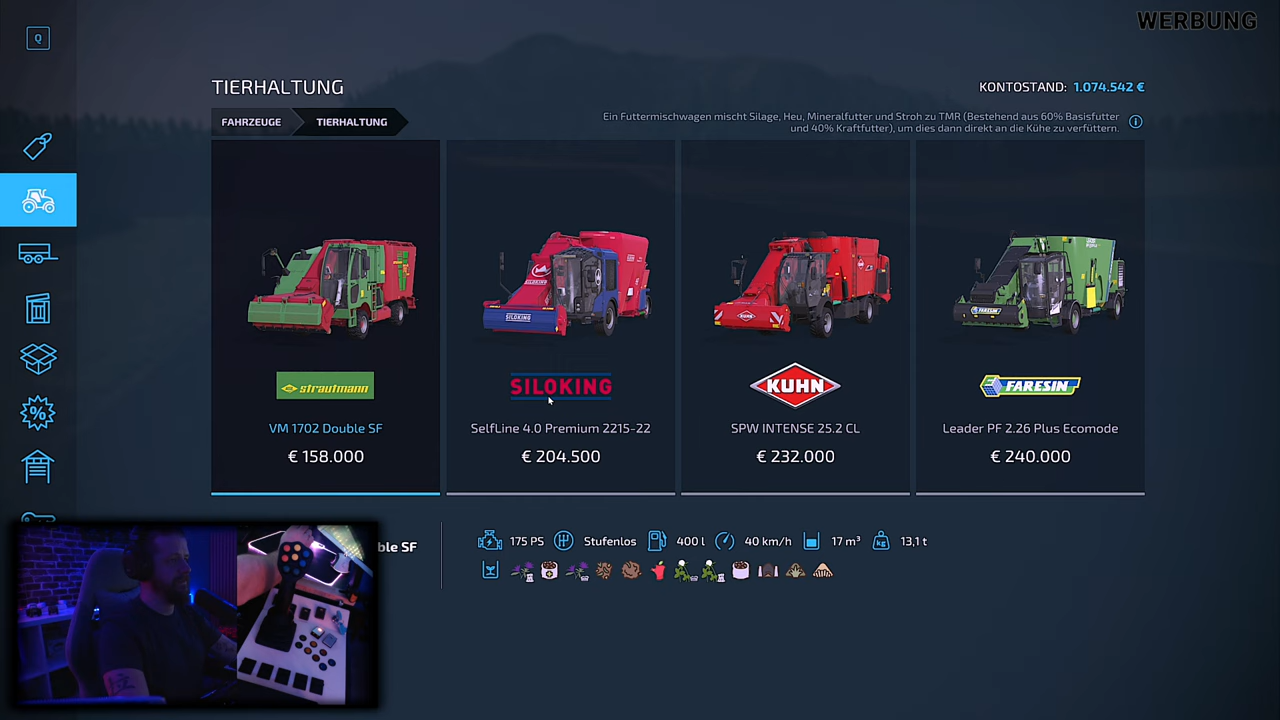 WERBUNG
Q
TIERHALTUNG
KONTOSTAND: 1.074.542 €
FAHRZEUGE
TIERHALTUNG
Ein Futtermischwagen mischt Silage, Heu, Mineralfutter und Stroh zu TMR (Bestehend aus 60% Basisfutter
und 40% Kraftfutter), um dies dann direkt an die Kühe zu verfüttern.
strautmann
SILOKING
KUHN
FARESIN
VM 1702 Double SF
SelfLine 4.0 Premium 2215-22
SPW INTENSE 25.2 CL
Leader PF 2.26 Plus Ecomode
€ 158.000
€ 204.500
€ 232.000
€ 240.000
ble SF
175 PS
Stufenlos
400 l
40 km/h
17 m³
13,1 t